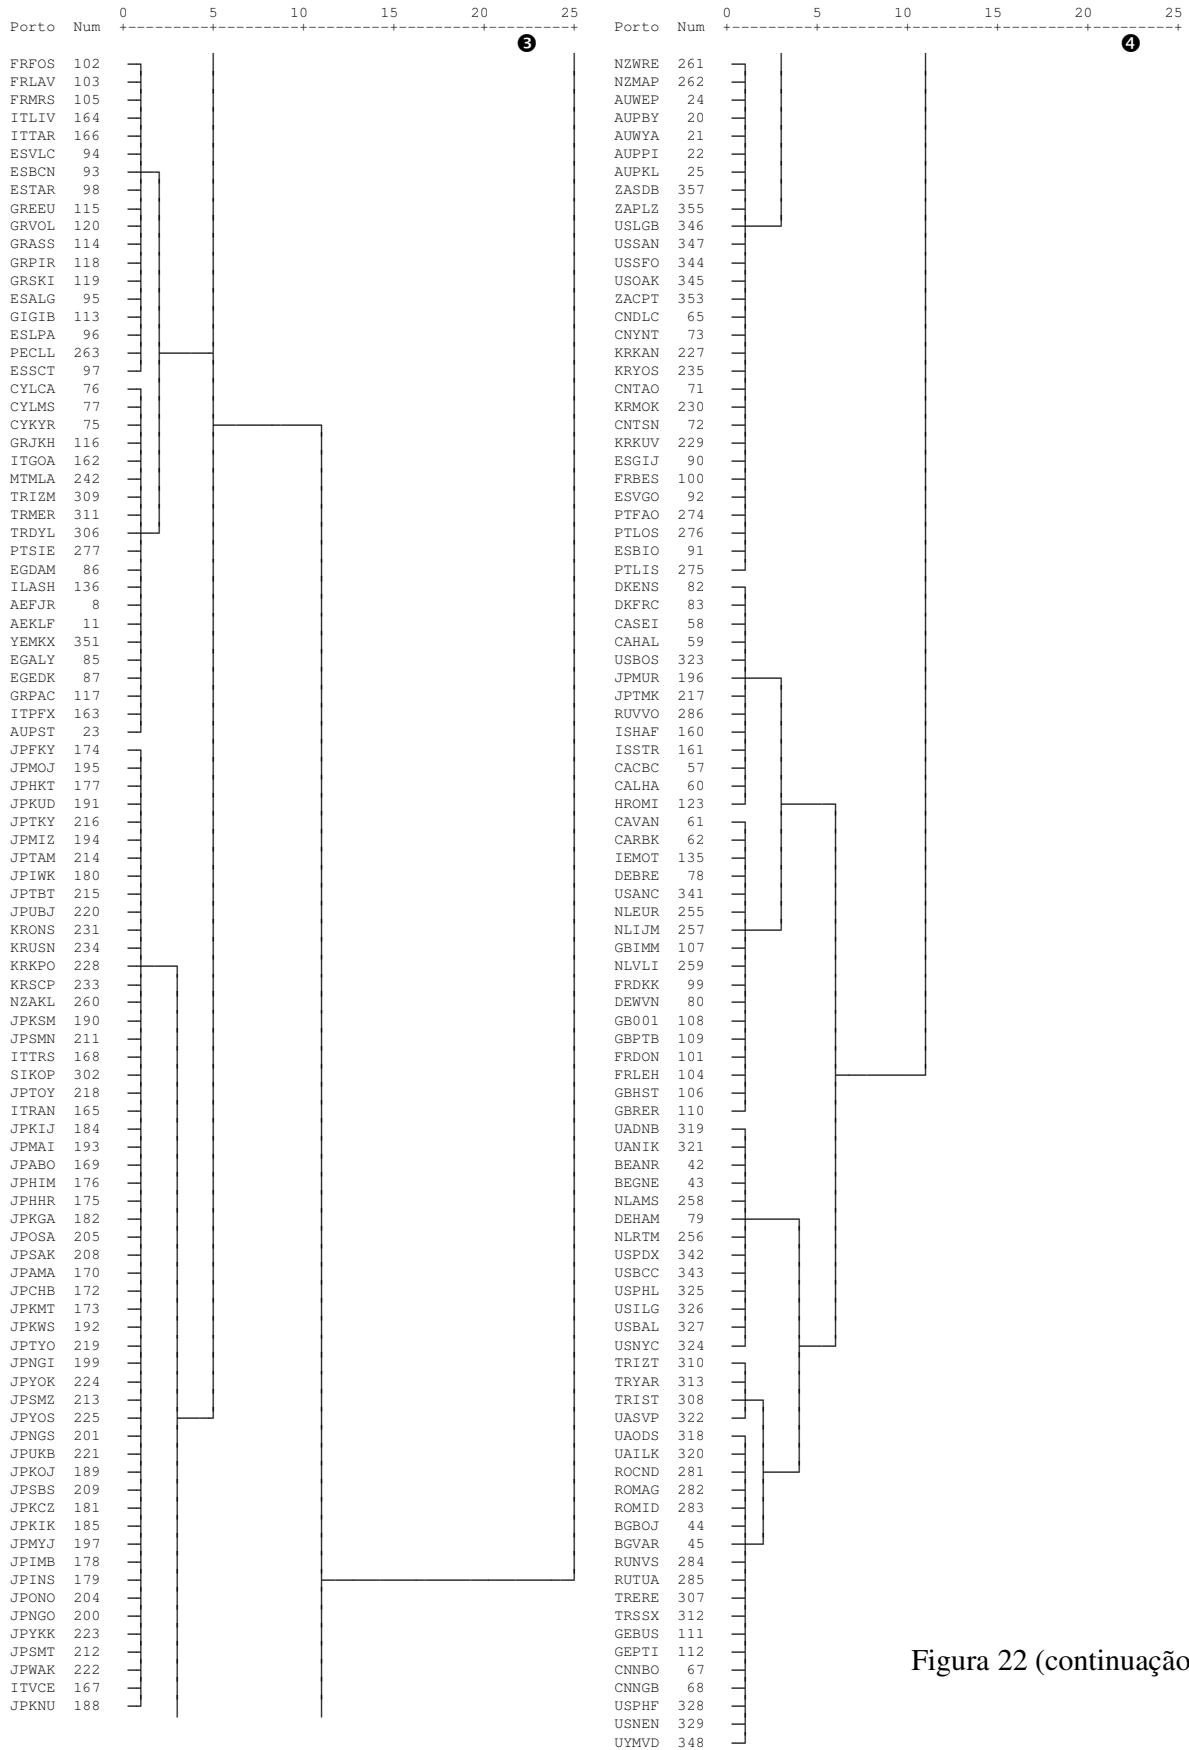 Porto Num 0 5 10 15 20 25
❸
FRFOS 102
FRLAV 103
FRMRS 105
ITLIV 164
ITTAR 166
ESVLC 94
ESBCN 93
ESTAR 98
GREEU 115
GRVOL 120
GRASS 114
GRPIR 118
GRSKI 119
ESALG 95
GIGIB 113
ESLPA 96
PECLL 263
ESSCT 97
CYLCA 76
CYLMS 77
CYKYR 75
GRJKH 116
ITGOA 162
MTMLA 242
TRIZM 309
TRMER 311
TRDYL 306
PTSIE 277
EGDAM 86
ILASH 136
AEFJR 8
AEKLF 11
YEMKX 351
EGALY 85
EGEDK 87
GRPAC 117
ITPFX 163
AUPST 23
JPFKY 174
JPMOJ 195
JPHKT 177
JPKUD 191
JPTKY 216
JPMIZ 194
JPTAM 214
JPIWK 180
JPTBT 215
JPUBJ 220
KRONS 231
KRUSN 234
KRKPO 228
KRSCP 233
NZAKL 260
JPKSM 190
JPSMN 211
ITTRS 168
SIKOP 302
JPTOY 218
ITRAN 165
JPKIJ 184
JPMAI 193
JPABO 169
JPHIM 176
JPHHR 175
JPKGA 182
JPOSA 205
JPSAK 208
JPAMA 170
JPCHB 172
JPKMT 173
JPKWS 192
JPTYO 219
JPNGI 199
JPYOK 224
JPSMZ 213
JPYOS 225
JPNGS 201
JPUKB 221
JPKOJ 189
JPSBS 209
JPKCZ 181
JPKIK 185
JPMYJ 197
JPIMB 178
JPINS 179
JPONO 204
JPNGO 200
JPYKK 223
JPSMT 212
JPWAK 222
ITVCE 167
JPKNU 188
Porto Num 0 5 10 15 20 25
❹
NZWRE 261
NZMAP 262
AUWEP 24
AUPBY 20
AUWYA 21
AUPPI 22
AUPKL 25
ZASDB 357
ZAPLZ 355
USLGB 346
USSAN 347
USSFO 344
USOAK 345
ZACPT 353
CNDLC 65
CNYNT 73
KRKAN 227
KRYOS 235
CNTAO 71
KRMOK 230
CNTSN 72
KRKUV 229
ESGIJ 90
FRBES 100
ESVGO 92
PTFAO 274
PTLOS 276
ESBIO 91
PTLIS 275
DKENS 82
DKFRC 83
CASEI 58
CAHAL 59
USBOS 323
JPMUR 196
JPTMK 217
RUVVO 286
ISHAF 160
ISSTR 161
CACBC 57
CALHA 60
HROMI 123
CAVAN 61
CARBK 62
IEMOT 135
DEBRE 78
USANC 341
NLEUR 255
NLIJM 257
GBIMM 107
NLVLI 259
FRDKK 99
DEWVN 80
GB001 108
GBPTB 109
FRDON 101
FRLEH 104
GBHST 106
GBRER 110
UADNB 319
UANIK 321
BEANR 42
BEGNE 43
NLAMS 258
DEHAM 79
NLRTM 256
USPDX 342
USBCC 343
USPHL 325
USILG 326
USBAL 327
USNYC 324
TRIZT 310
TRYAR 313
TRIST 308
UASVP 322
UAODS 318
UAILK 320
ROCND 281
ROMAG 282
ROMID 283
BGBOJ 44
BGVAR 45
RUNVS 284
RUTUA 285
TRERE 307
TRSSX 312
GEBUS 111
GEPTI 112
CNNBO 67
CNNGB 68
USPHF 328
USNEN 329
UYMVD 348
Figura 22 (continuação